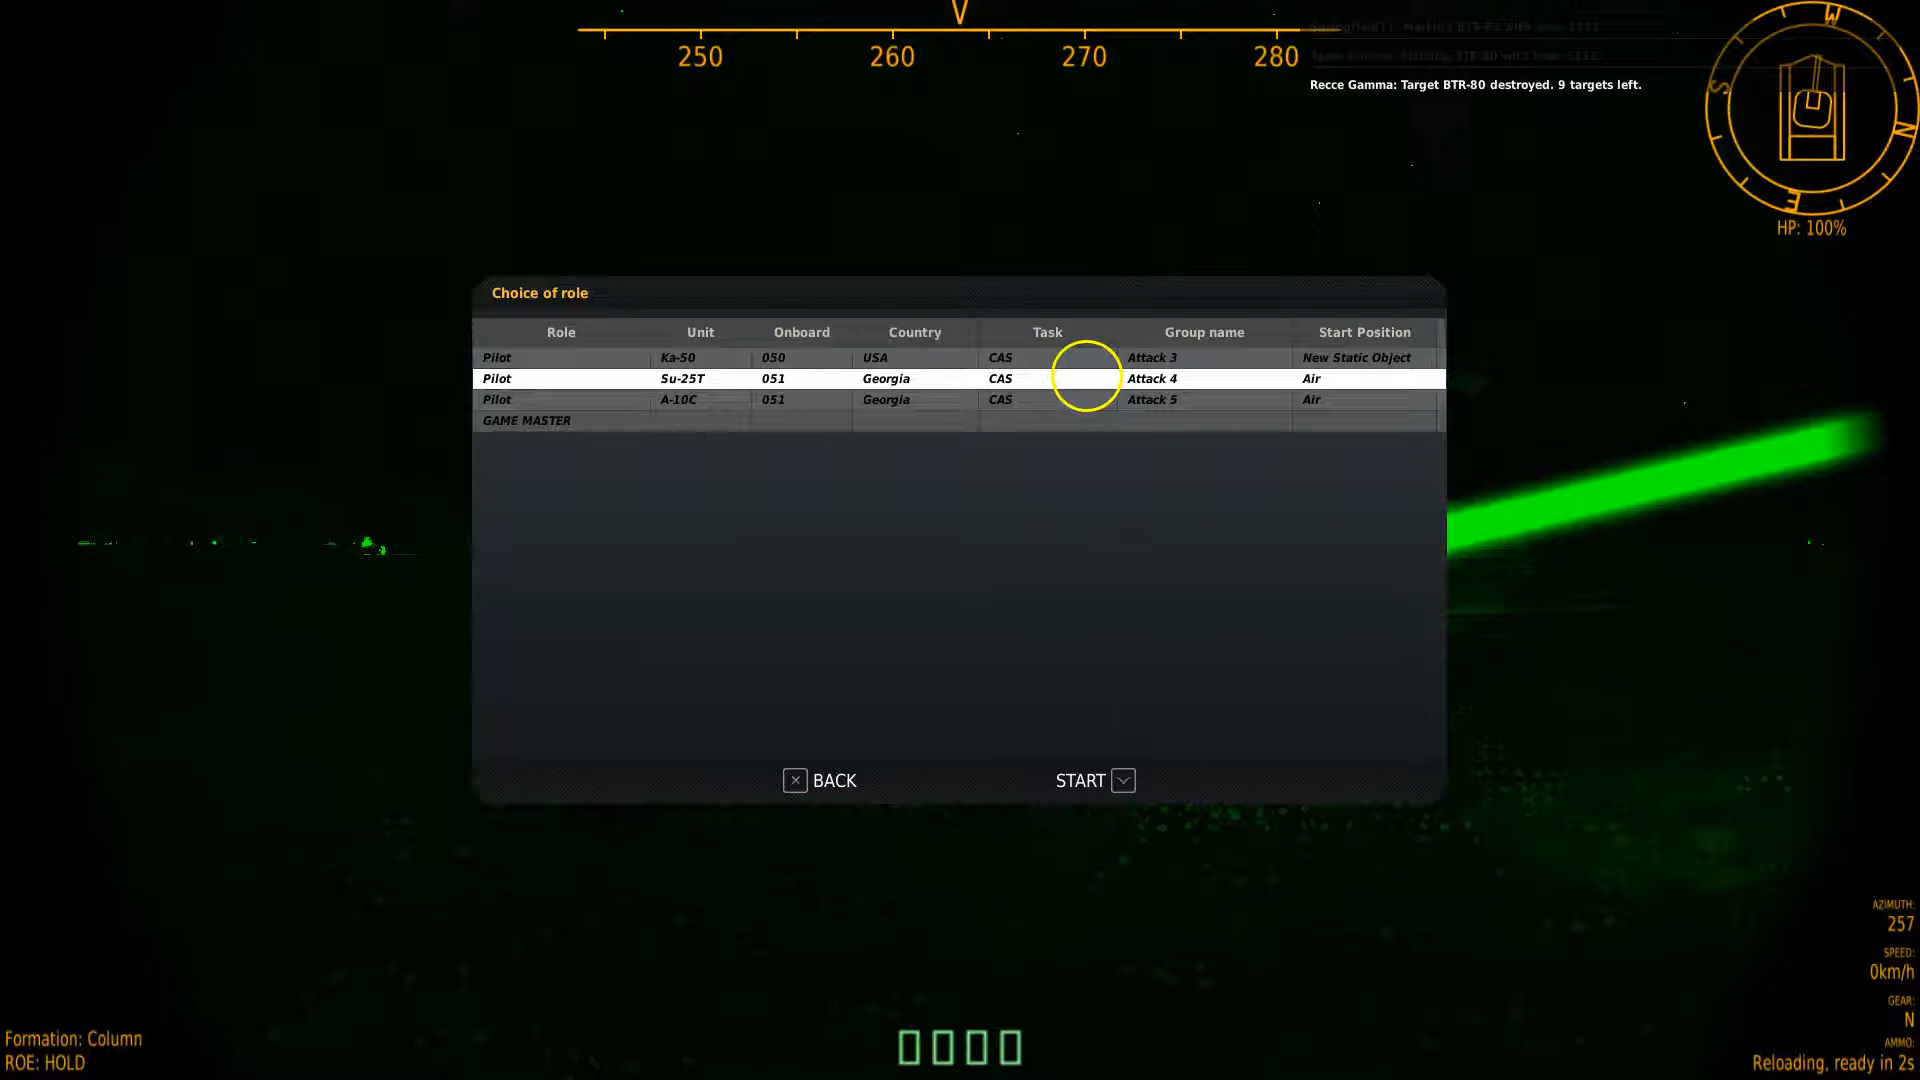 V
250 260 270 280
Recce Gamma: Target BTR-80 destroyed. 9 targets left.
W
S
N
E
HP: 100%
Choice of role
Role Unit Onboard Country Task Group name Start Position
Pilot Ka-50 050 USA CAS Attack 3 New Static Object
Pilot Su-25T 051 Georgia CAS Attack 4 Air
Pilot A-10C 051 Georgia CAS Attack 5 Air
GAME MASTER
BACK START
AZIMUTH:
257
SPEED:
0km/h
GEAR:
N
AMMO:
Reloading, ready in 2s
Formation: Column
ROE: HOLD